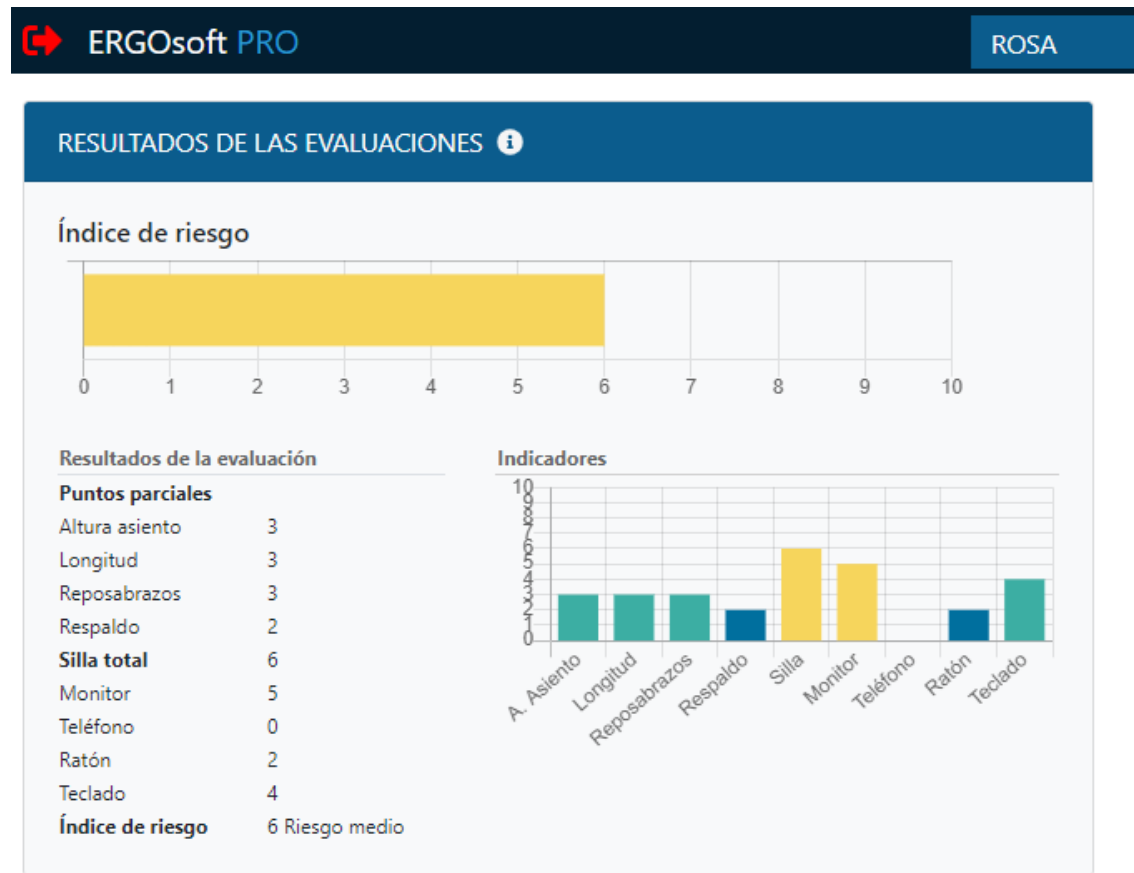 ERGOsoft PRO
ROSA
RESULTADOS DE LAS EVALUACIONES
Índice de riesgo
0 1 2 3 4 5 6 7 8 9 10
Resultados de la evaluación
Puntos parciales
Altura asiento 3
Longitud 3
Reposabrazos 3
Respaldo 2
Silla total 6
Monitor 5
Teléfono 0
Ratón 2
Teclado 4
Índice de riesgo 6 Riesgo medio
Indicadores
10
9
8
7
6
5
4
3
2
1
0
A. Asiento
Longitud
Reposabrazos
Respaldo
Silla
Monitor
Teléfono
Ratón
Teclado